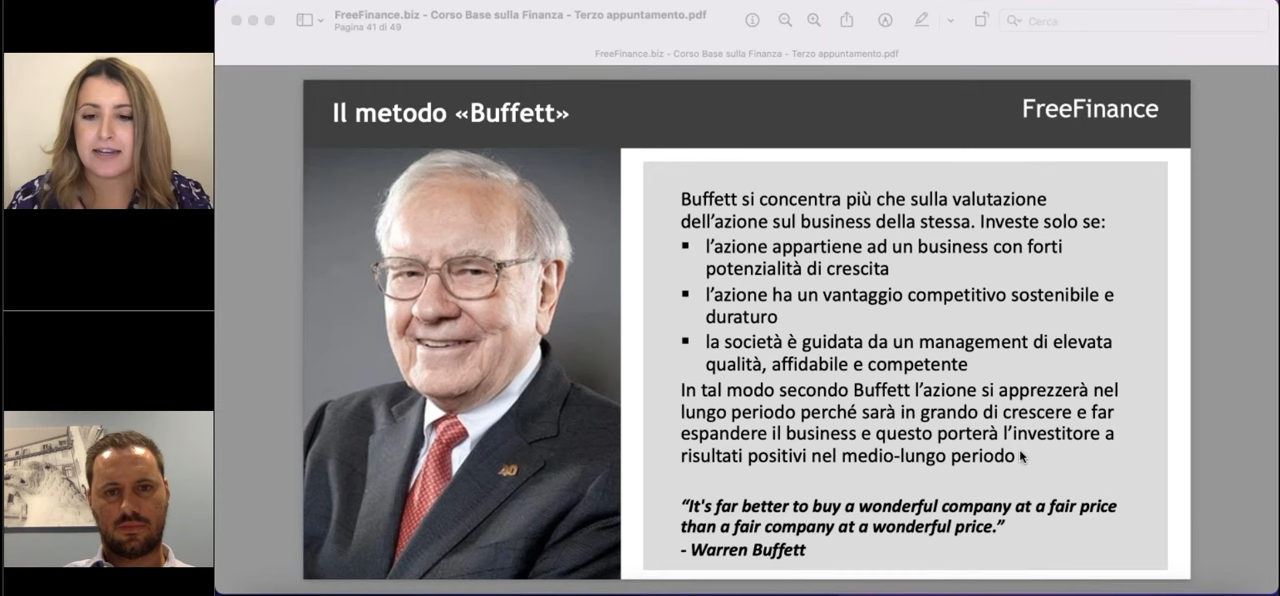 FreeFinance.biz - Corso Base sulla Finanza - Terzo appuntamento.pdf
Pagina 41 di 49
Cerca
FreeFinance.biz - Corso Base sulla Finanza - Terzo appuntamento.pdf
Il metodo «Buffett»
FreeFinance
Buffett si concentra più che sulla valutazione
dell'azione sul business della stessa. Investe solo se:
▪ l'azione appartiene ad un business con forti
potenzialità di crescita
▪ l'azione ha un vantaggio competitivo sostenibile e
duraturo
▪ la società è guidata da un management di elevata
qualità, affidabile e competente
In tal modo secondo Buffett l'azione si apprezzerà nel
lungo periodo perché sarà in grando di crescere e far
espandere il business e questo porterà l'investitore a
risultati positivi nel medio-lungo periodo
“It's far better to buy a wonderful company at a fair price
than a fair company at a wonderful price.”
- Warren Buffett